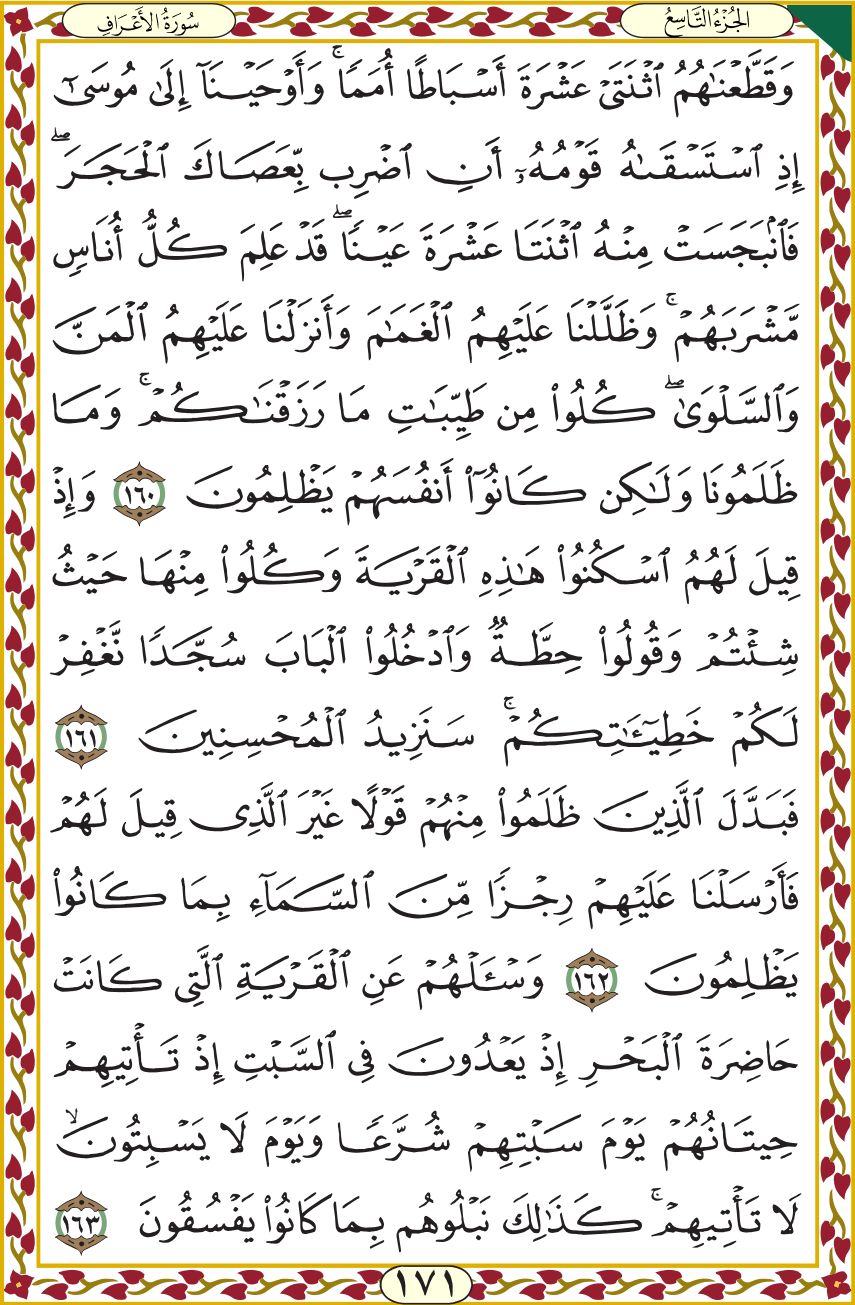 الجُزْءُ التَّاسِعُ
سُورَةُ الأَعْرَافِ
وَقَطَّعْنَٰهُمُ ٱثْنَتَىْ عَشْرَةَ أَسْبَاطًا أُمَمًاۚ وَأَوْحَيْنَآ إِلَىٰ مُوسَىٰٓ
إِذِ ٱسْتَسْقَىٰهُ قَوْمُهُۥٓ أَنِ ٱضْرِب بِّعَصَاكَ ٱلْحَجَرَۖ
فَٱنۢبَجَسَتْ مِنْهُ ٱثْنَتَا عَشْرَةَ عَيْنًاۖ قَدْ عَلِمَ كُلُّ أُنَاسٍ
مَّشْرَبَهُمْۚ وَظَلَّلْنَا عَلَيْهِمُ ٱلْغَمَٰمَ وَأَنزَلْنَا عَلَيْهِمُ ٱلْمَنَّ
وَٱلسَّلْوَىٰۖ كُلُوا۟ مِن طَيِّبَٰتِ مَا رَزَقْنَٰكُمْۚ وَمَا
ظَلَمُونَا وَلَٰكِن كَانُوٓا۟ أَنفُسَهُمْ يَظْلِمُونَ ١٦٠ وَإِذْ
قِيلَ لَهُمُ ٱسْكُنُوا۟ هَٰذِهِ ٱلْقَرْيَةَ وَكُلُوا۟ مِنْهَا حَيْثُ
شِئْتُمْ وَقُولُوا۟ حِطَّةٌ وَٱدْخُلُوا۟ ٱلْبَابَ سُجَّدًا نَّغْفِرْ
لَكُمْ خَطِيٓـَٰٔتِكُمْۚ سَنَزِيدُ ٱلْمُحْسِنِينَ ١٦١
فَبَدَّلَ ٱلَّذِينَ ظَلَمُوا۟ مِنْهُمْ قَوْلًا غَيْرَ ٱلَّذِى قِيلَ لَهُمْ
فَأَرْسَلْنَا عَلَيْهِمْ رِجْزًا مِّنَ ٱلسَّمَآءِ بِمَا كَانُوا۟
يَظْلِمُونَ ١٦٢ وَسْـَٔلْهُمْ عَنِ ٱلْقَرْيَةِ ٱلَّتِى كَانَتْ
حَاضِرَةَ ٱلْبَحْرِ إِذْ يَعْدُونَ فِى ٱلسَّبْتِ إِذْ تَأْتِيهِمْ
حِيتَانُهُمْ يَوْمَ سَبْتِهِمْ شُرَّعًا وَيَوْمَ لَا يَسْبِتُونَۙ
لَا تَأْتِيهِمْۚ كَذَٰلِكَ نَبْلُوهُم بِمَا كَانُوا۟ يَفْسُقُونَ ١٦٣
١٧١